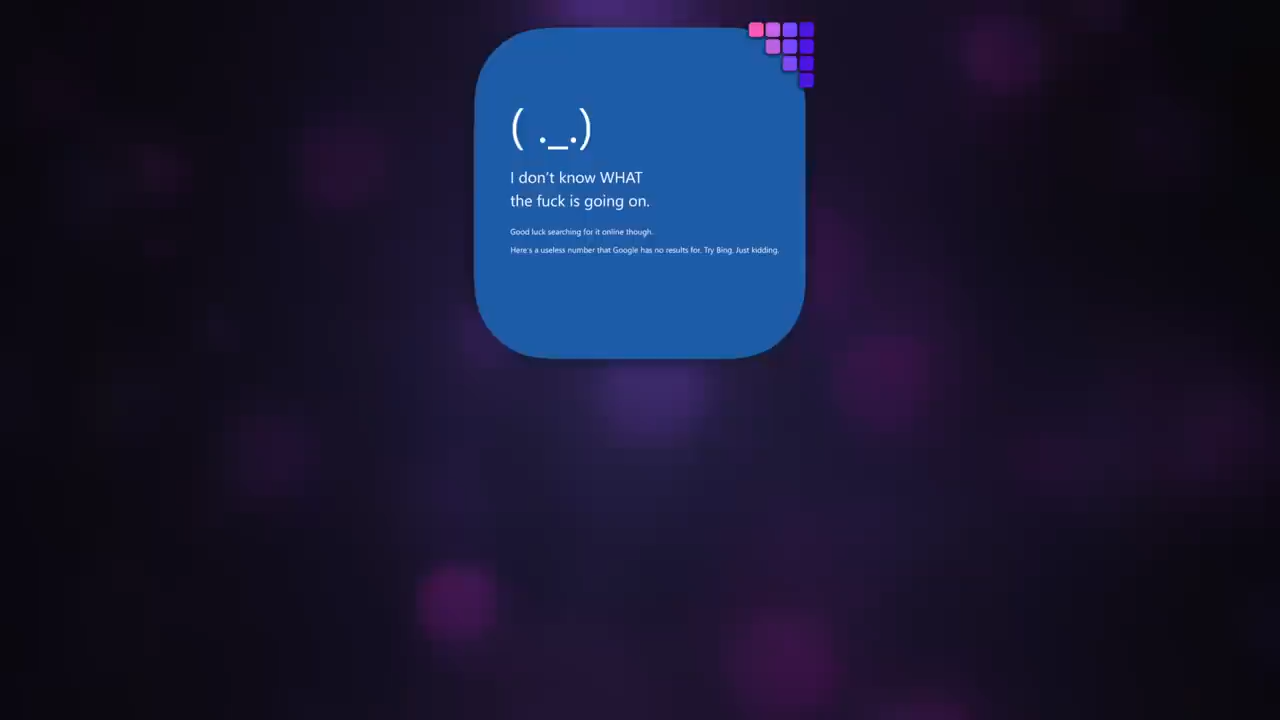 ( ._.)
I don't know WHAT
the fuck is going on.
Good luck searching for it online though.
Here's a useless number that Google has no results for. Try Bing. Just kidding.